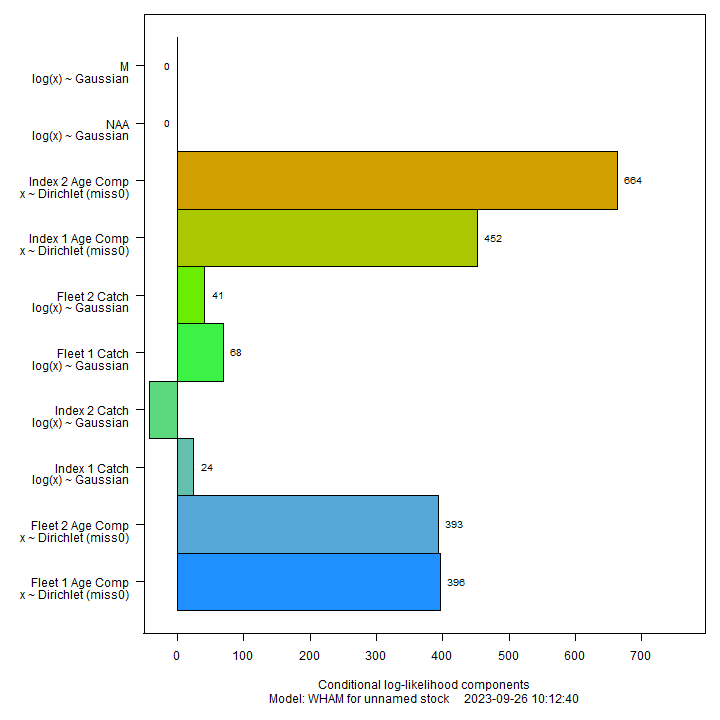 M
log(x) ~ Gaussian
0
NAA
log(x) ~ Gaussian
0
Index 2 Age Comp
x ~ Dirichlet (miss0)
664
Index 1 Age Comp
x ~ Dirichlet (miss0)
452
Fleet 2 Catch
log(x) ~ Gaussian
41
Fleet 1 Catch
log(x) ~ Gaussian
68
Index 2 Catch
log(x) ~ Gaussian
Index 1 Catch
log(x) ~ Gaussian
24
Fleet 2 Age Comp
x ~ Dirichlet (miss0)
393
Fleet 1 Age Comp
x ~ Dirichlet (miss0)
396
0 100 200 300 400 500 600 700
Conditional log-likelihood components
Model: WHAM for unnamed stock 2023-09-26 10:12:40